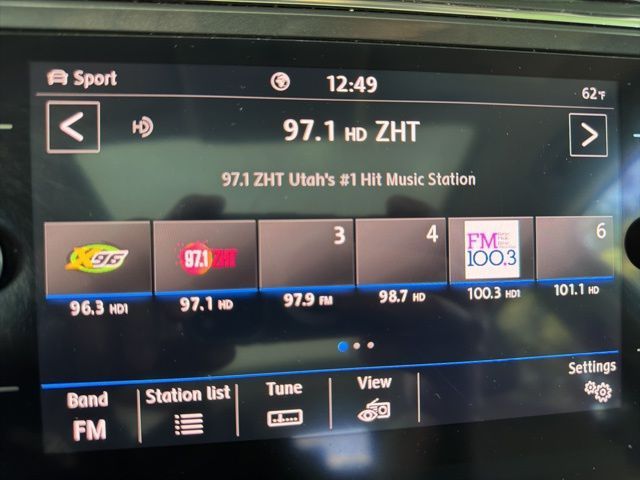 Sport 12:49 62°F
HD 97.1 HD ZHT
97.1 ZHT Utah's #1 Hit Music Station
X96 97.1 ZHT 3 4 FM 100.3 6
96.3 HD1 97.1 HD 97.9 FM 98.7 HD 100.3 HD1 101.1 HD
Band Station list Tune View Settings
FM